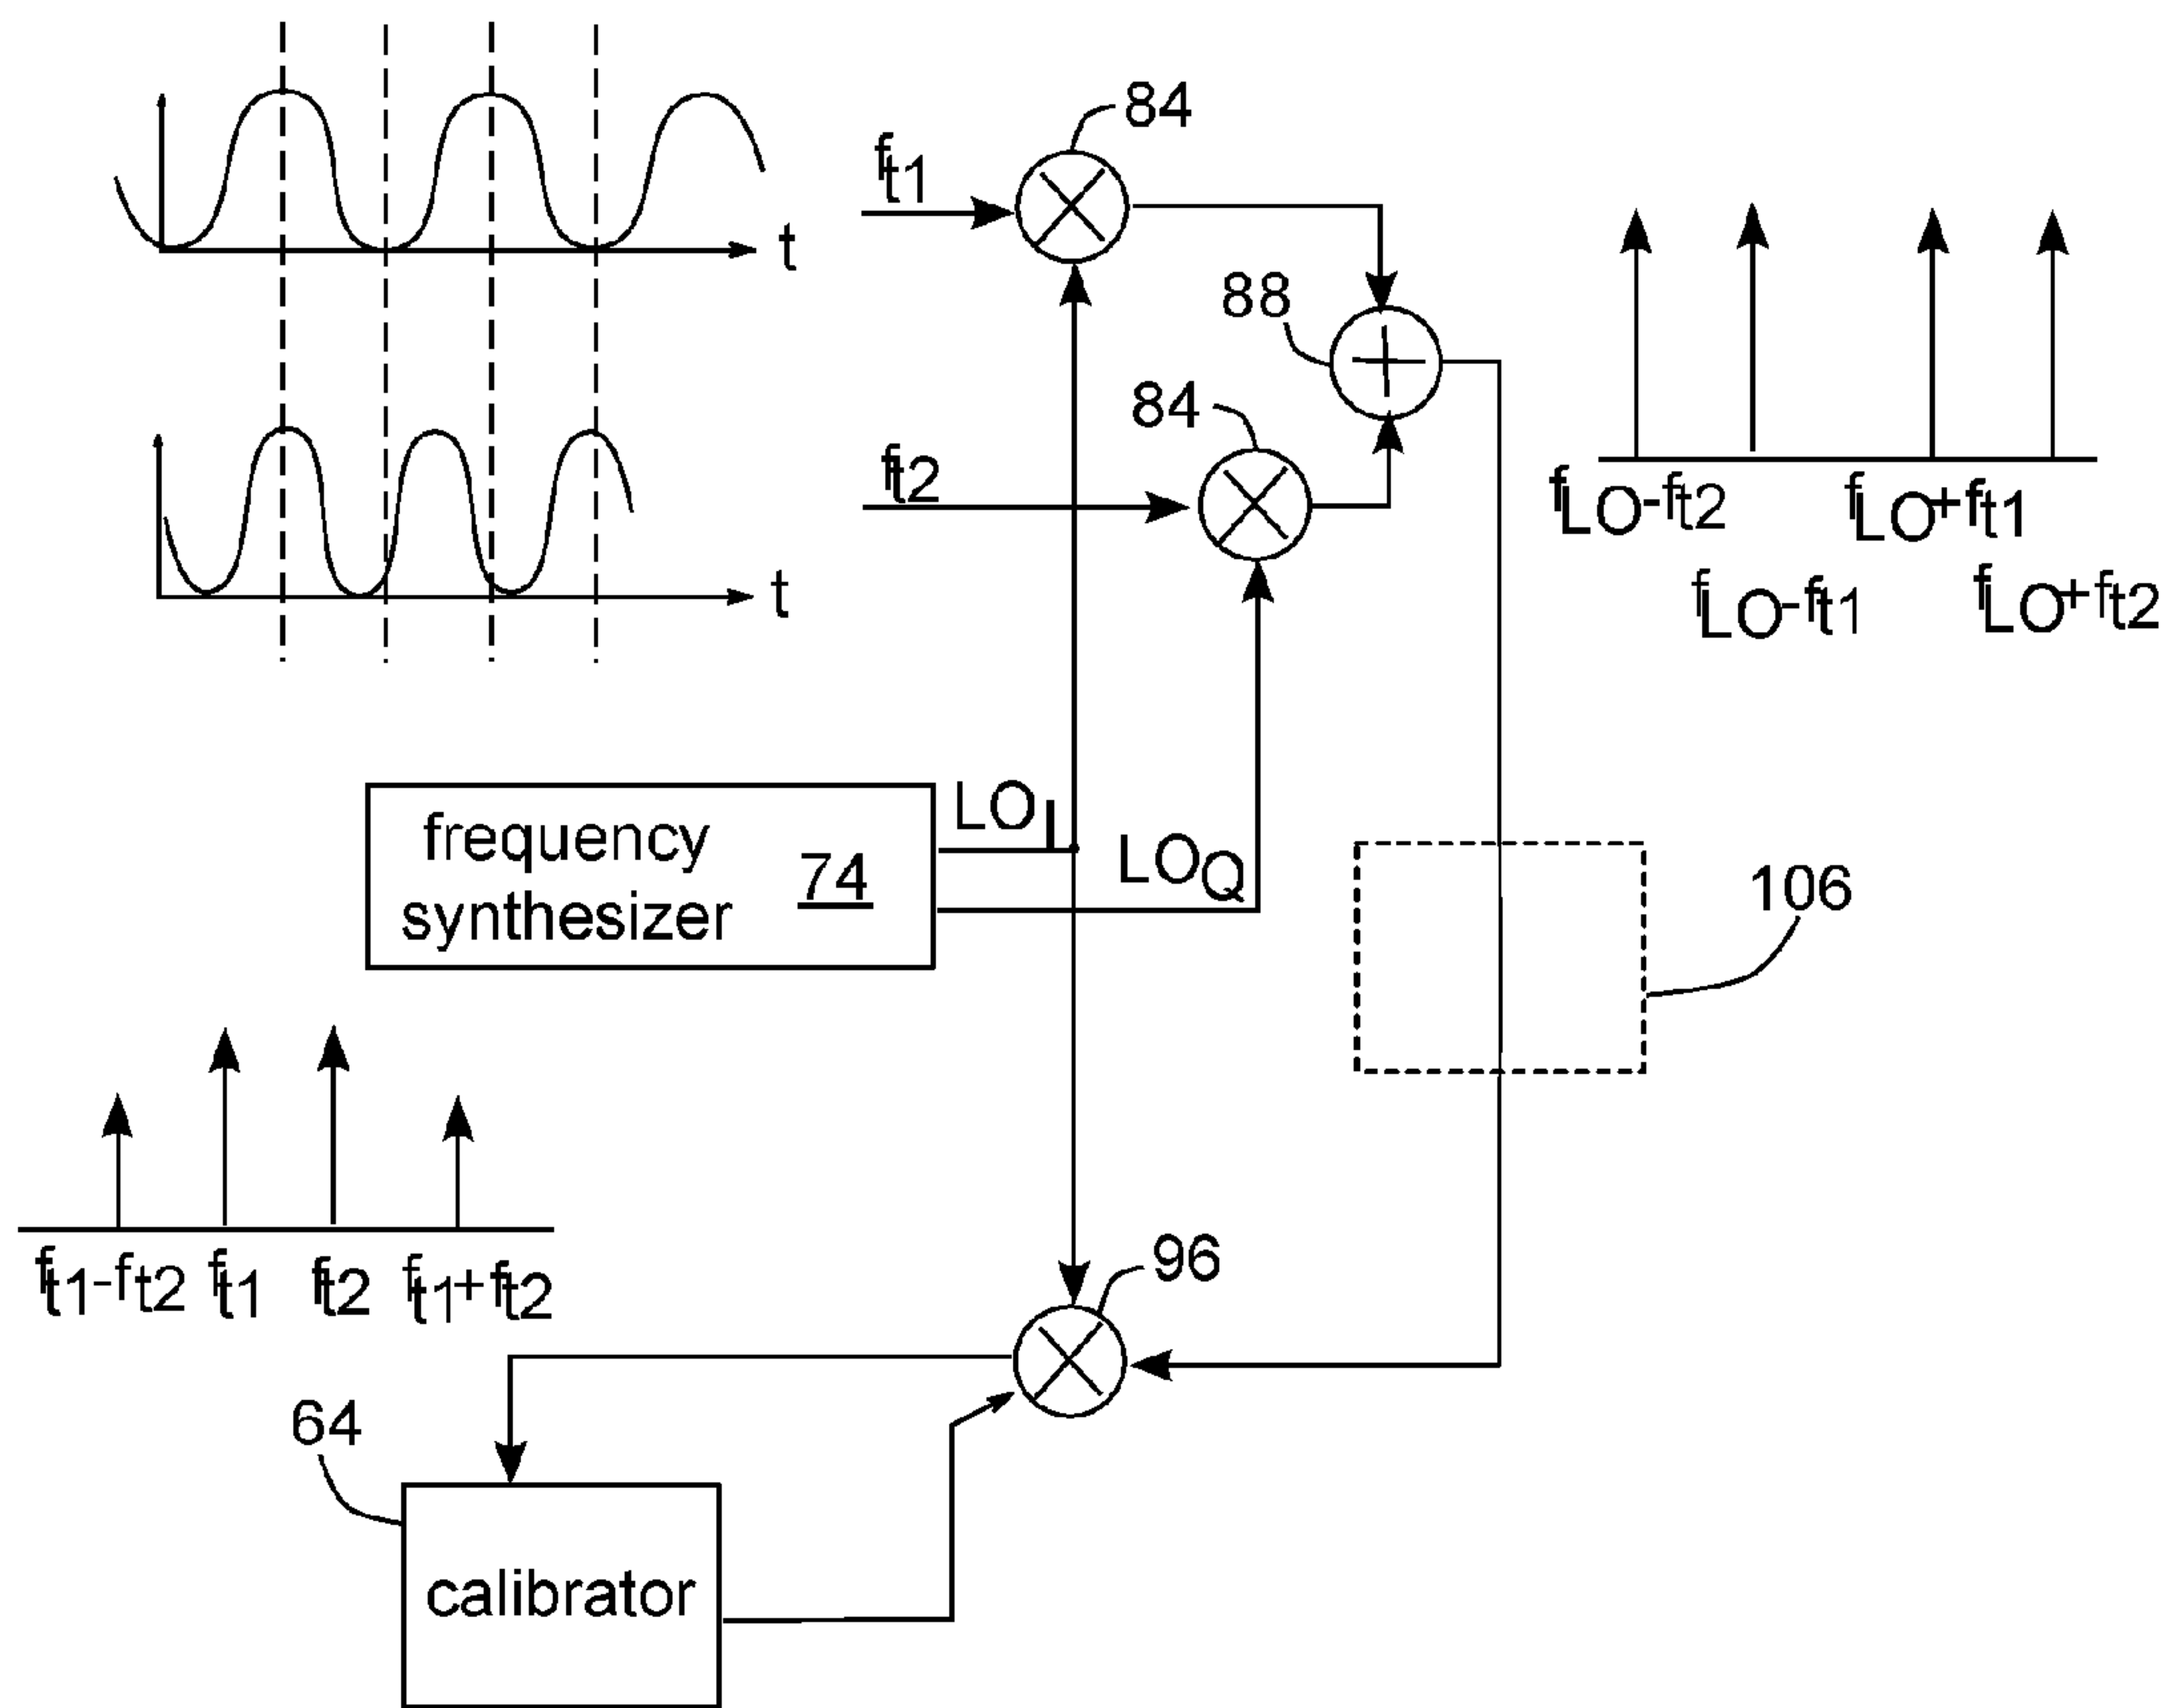 t
t
ft1
84
ft2
84
88
fLO-ft2
fLO+ft1
fLO-ft1
fLO+ft2
frequency
synthesizer
74
LOI
LOQ
106
ft1-ft2
ft1
ft2
ft1+ft2
96
64
calibrator